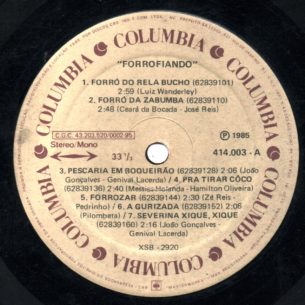 COLUMBIA
COLUMBIA
COLUMBIA
COLUMBIA
COLUMBIA
"FORROFIANDO"
1. FORRÓ DO RELA BUCHO (62839101)
2:59 (Luiz Wanderley)
2. FORRÓ DA ZABUMBA (62839110)
2:48 (Ceará da Bocada - José Reis)
C.G.C. 43.203.520/0002-95
Stereo/Mono
33 1/3
Ⓟ 1985
414.003 - A
3. PESCARIA EM BOQUEIRÃO (62839128) 2:06 (João
Gonçalves - Genival Lacerda) / 4. PRA TIRAR CÔCO
(62839136) 2:40 (Messias Holanda - Hamilton Oliveira)
5. FORROZAR (62839144) 2:30 (Zé Reis -
Pedrinho) / 6. A GURIZADA (62839152) 2:06
(Pilombeta) / 7. SEVERINA XIQUE, XIQUE
(62839160) 2:16 (João Gonçalves -
Genival Lacerda)
XSB - 2920